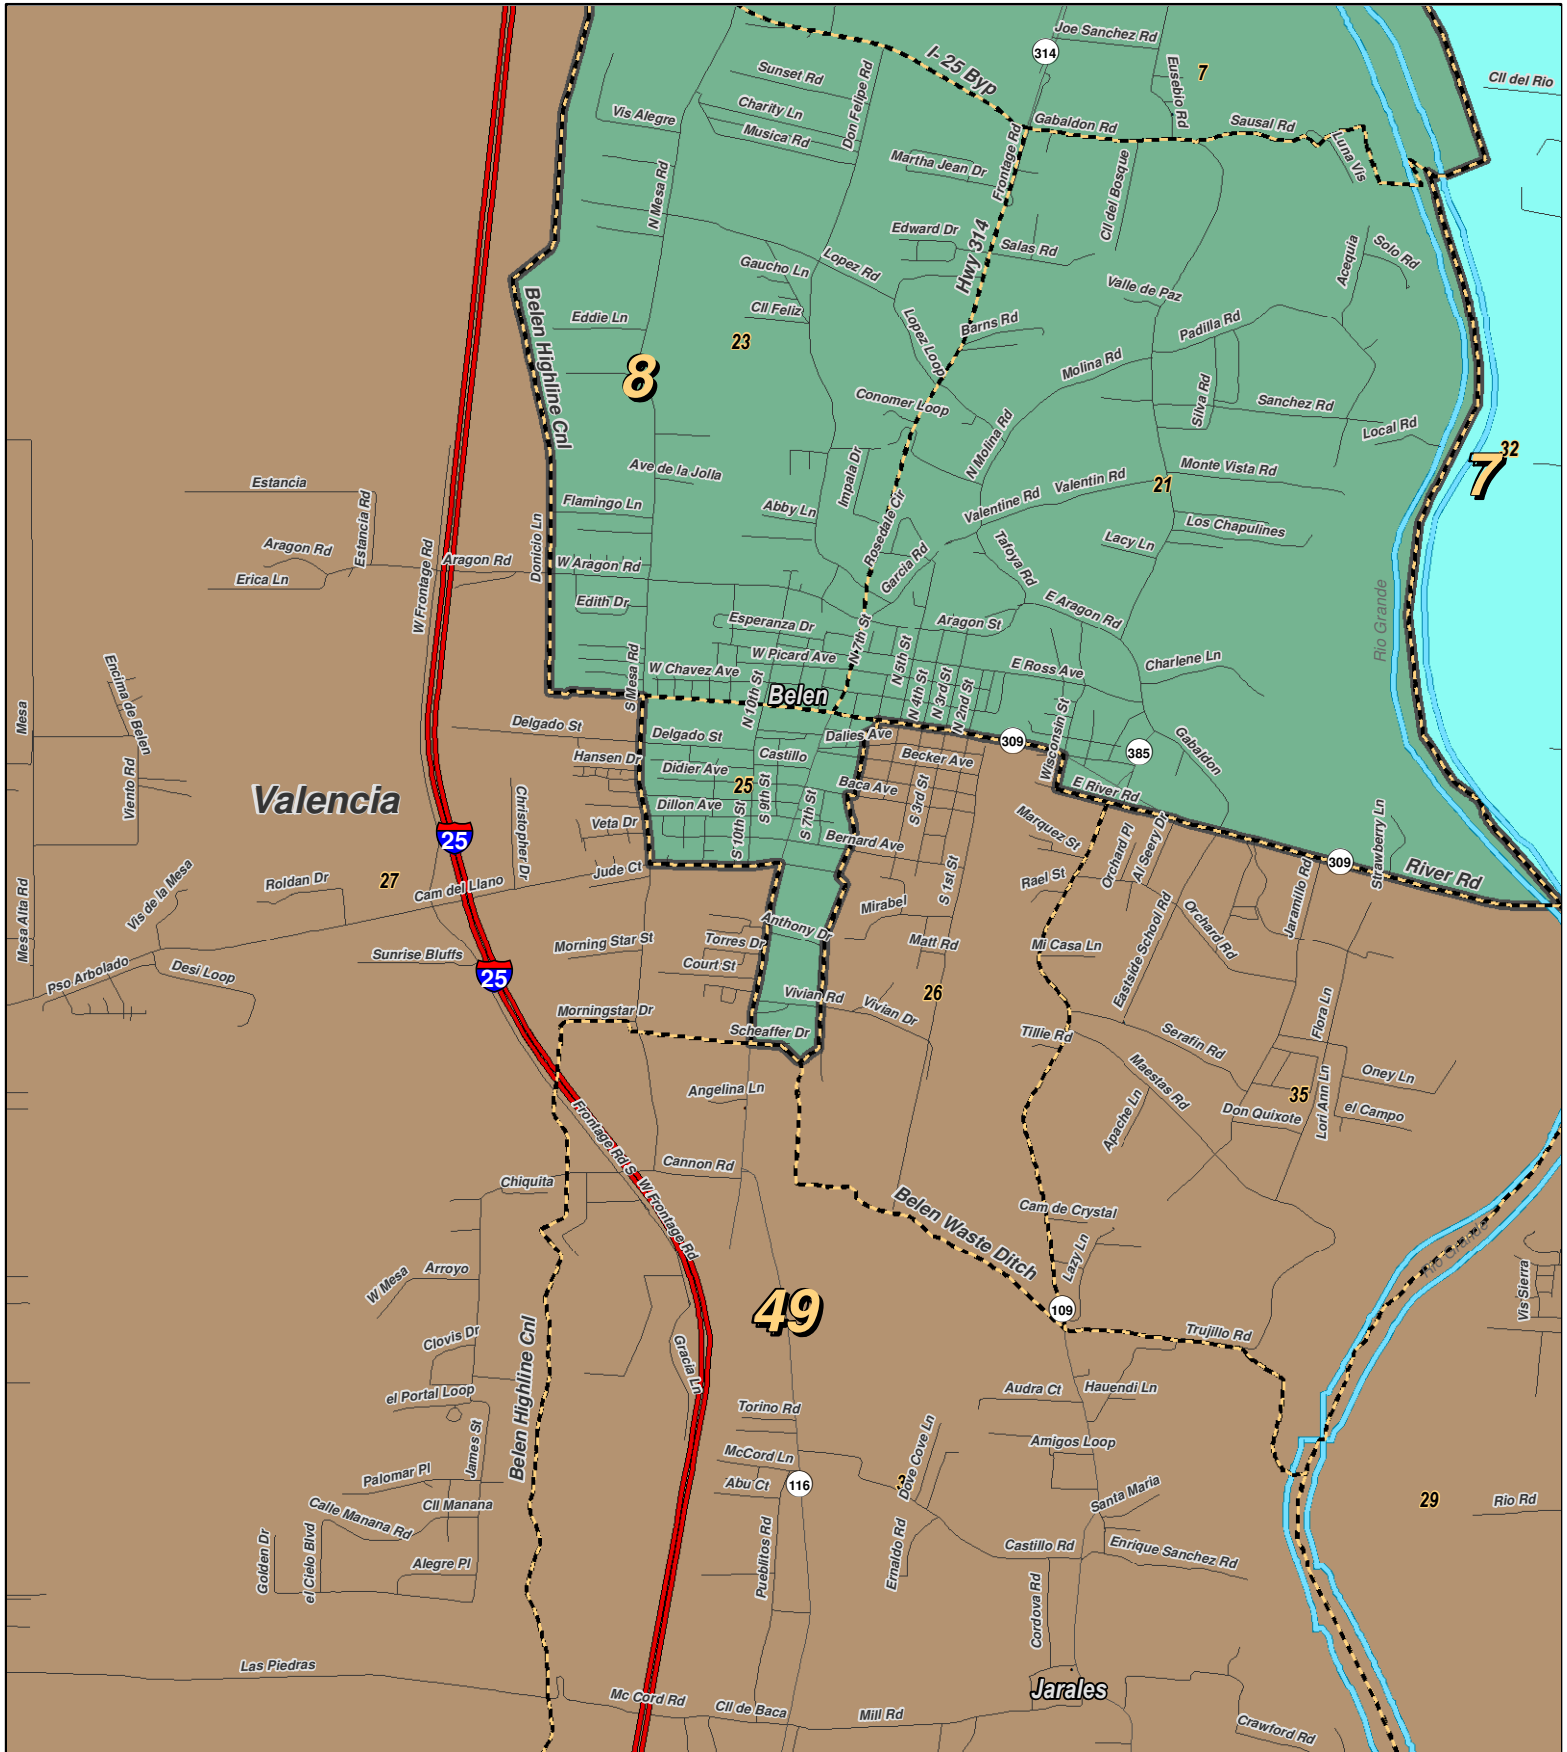 Joe Sanchez Rd
314
I- 25 Byp
7
Cll del Rio
Sunset Rd
Don Felipe Rd
Eusebio Rd
Vis Alegre
Charity Ln
Musica Rd
Gabaldon Rd
Sausal Rd
Frontage Rd
Luna Vis
Martha Jean Dr
N Mesa Rd
Cll del Bosque
Edward Dr
Salas Rd
Hwy 314
Acequia
Solo Rd
Gaucho Ln
Lopez Rd
Valle de Paz
Belen Highline Cnl
Cll Feliz
Eddie Ln
Lopez Loop
Barns Rd
Padilla Rd
23
8
Molina Rd
Conomer Loop
Silva Rd
Sanchez Rd
Local Rd
N Molina Rd
32
7
Ave de la Jolla
Impala Dr
Monte Vista Rd
Estancia
Valentin Rd
21
Estancia Rd
Flamingo Ln
Abby Ln
Valentine Rd
Rosedale Cir
Los Chapulines
Donicio Ln
Aragon Rd
Aragon Rd
W Aragon Rd
Garcia Rd
Tafoya Rd
Lacy Ln
Erica Ln
W Frontage Rd
Edith Dr
E Aragon Rd
Rio Grande
Esperanza Dr
Aragon St
N 7th St
W Picard Ave
N 5th St
E Ross Ave
Charlene Ln
Encima de Belen
S Mesa Rd
W Chavez Ave
N 10th St
Belen
N 4th St
N 3rd St
N 2nd St
Mesa
Delgado St
Delgado St
Dalies Ave
309
Wisconsin St
385
Gabaldon
Hansen Dr
Castillo
Becker Ave
Didier Ave
25
Baca Ave
E River Rd
Viento Rd
Valencia
Christopher Dr
Dillon Ave
S 9th St
S 7th St
S 3rd St
Veta Dr
S 10th St
Bernard Ave
Marquez St
Orchard Pl
Al Seery Dr
Strawberry Ln
25
Jude Ct
309
River Rd
Mesa Alta Rd
Vis de la Mesa
Roldan Dr
27
Cam del Llano
S 1st St
Rael St
Jaramillo Rd
Mirabel
Anthony Dr
Orchard Rd
Eastside School Rd
Morning Star St
Torres Dr
Matt Rd
Mi Casa Ln
Sunrise Bluffs
Court St
Pso Arbolado
Desi Loop
25
Vivian Rd
26
Vivian Dr
Flora Ln
Morningstar Dr
Scheaffer Dr
Tillie Rd
Serafin Rd
Maestas Rd
Oney Ln
Angelina Ln
Apache Ln
35
Lori Ann Ln
Don Quixote
el Campo
Frontage Rd S
Cannon Rd
Chiquita
W Frontage Rd
Belen Waste Ditch
Cam de Crystal
Lazy Ln
Rio Grande
W Mesa
Arroyo
Vis Sierra
49
109
Clovis Dr
Trujillo Rd
Belen Highline Cnl
Gracia Ln
el Portal Loop
Audra Ct
Hauendi Ln
Torino Rd
James St
McCord Ln
Dove Cove Ln
Amigos Loop
Palomar Pl
Abu Ct
116
Santa Maria
29
Rio Rd
Calle Manana Rd
Cll Manana
Golden Dr
el Cielo Blvd
Alegre Pl
Pueblitos Rd
Ernaldo Rd
Castillo Rd
Enrique Sanchez Rd
Cordova Rd
Las Piedras
Jarales
Mc Cord Rd
Cll de Baca
Mill Rd
Crawford Rd